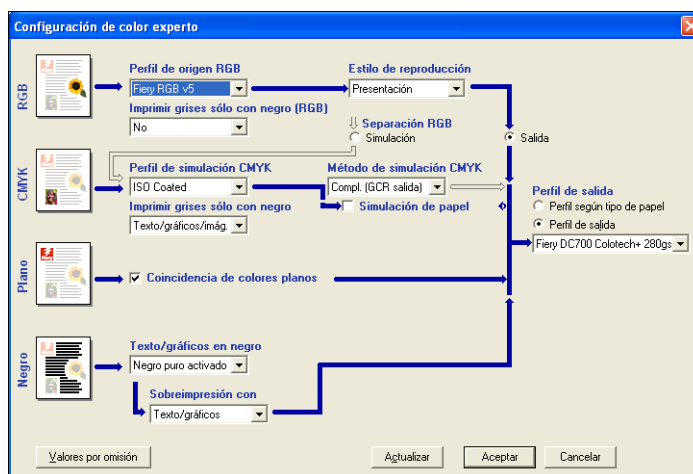 Configuración de color experto
RGB
Perfil de origen RGB
Fiery RGB v5
Imprimir grises sólo con negro (RGB)
No
Estilo de reproducción
Presentación
Separación RGB
Simulación
Salida
CMYK
Perfil de simulación CMYK
ISO Coated
Imprimir grises sólo con negro
Texto/gráficos/imág.
Método de simulación CMYK
Compl. (GCR salida)
Simulación de papel
Perfil de salida
Perfil según tipo de papel
Perfil de salida
Fiery DC700 Colotech+ 280gs
Plano
Coincidencia de colores planos
Negro
Texto/gráficos en negro
Negro puro activado
Sobreimpresión con
Texto/gráficos
Valores por omisión
Actualizar
Aceptar
Cancelar